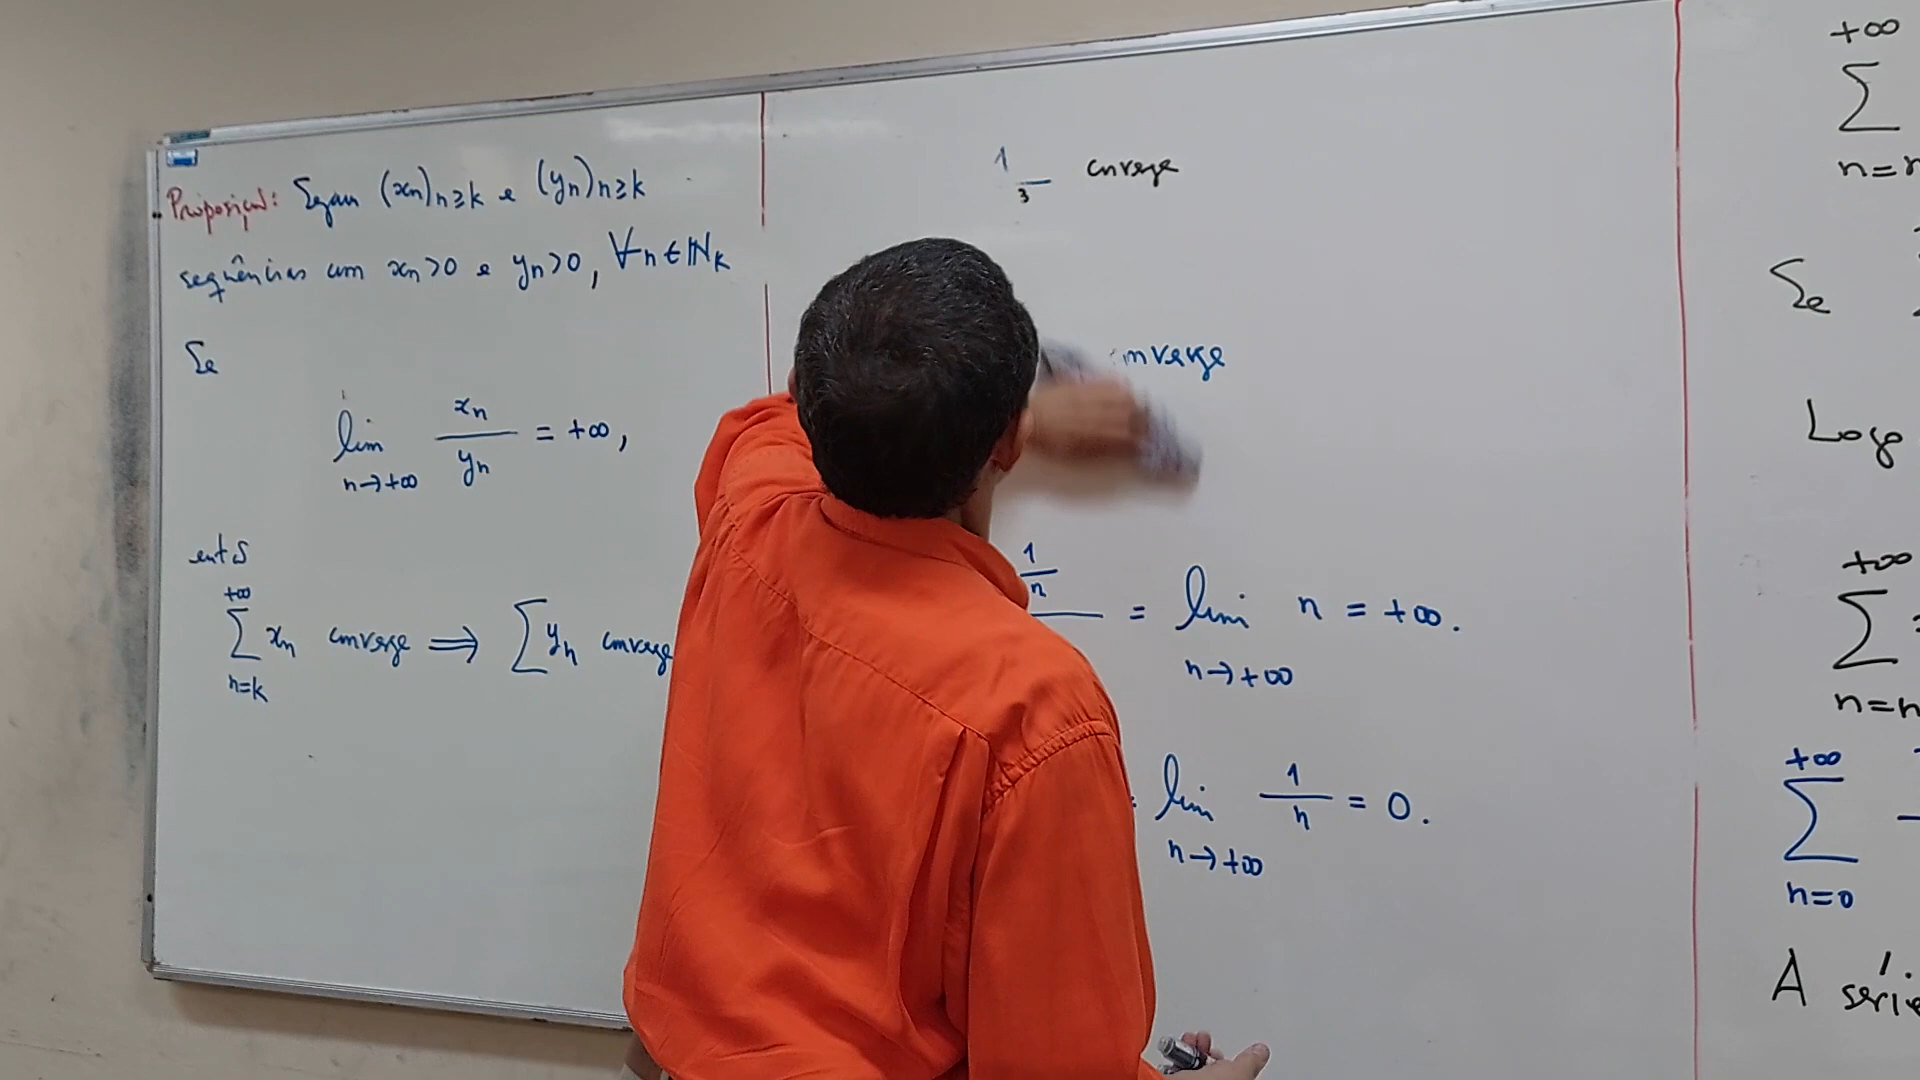 Proposição: Sejam (xn)n≥k e (yn)n≥k
sequências com xn>0 e yn>0, ∀n∈ℕk
Se
lim n→+∞ xn/yn = +∞,
então
+∞ ∑ n=k xn converge ⟹ ∑ yn converge
1
3 converge
nverge
1/n = lim n→+∞ n = +∞.
= lim n→+∞ 1/n = 0.
+∞
∑
n=n
Se
Logo
+∞
∑
n=n
+∞
∑
n=0
A série